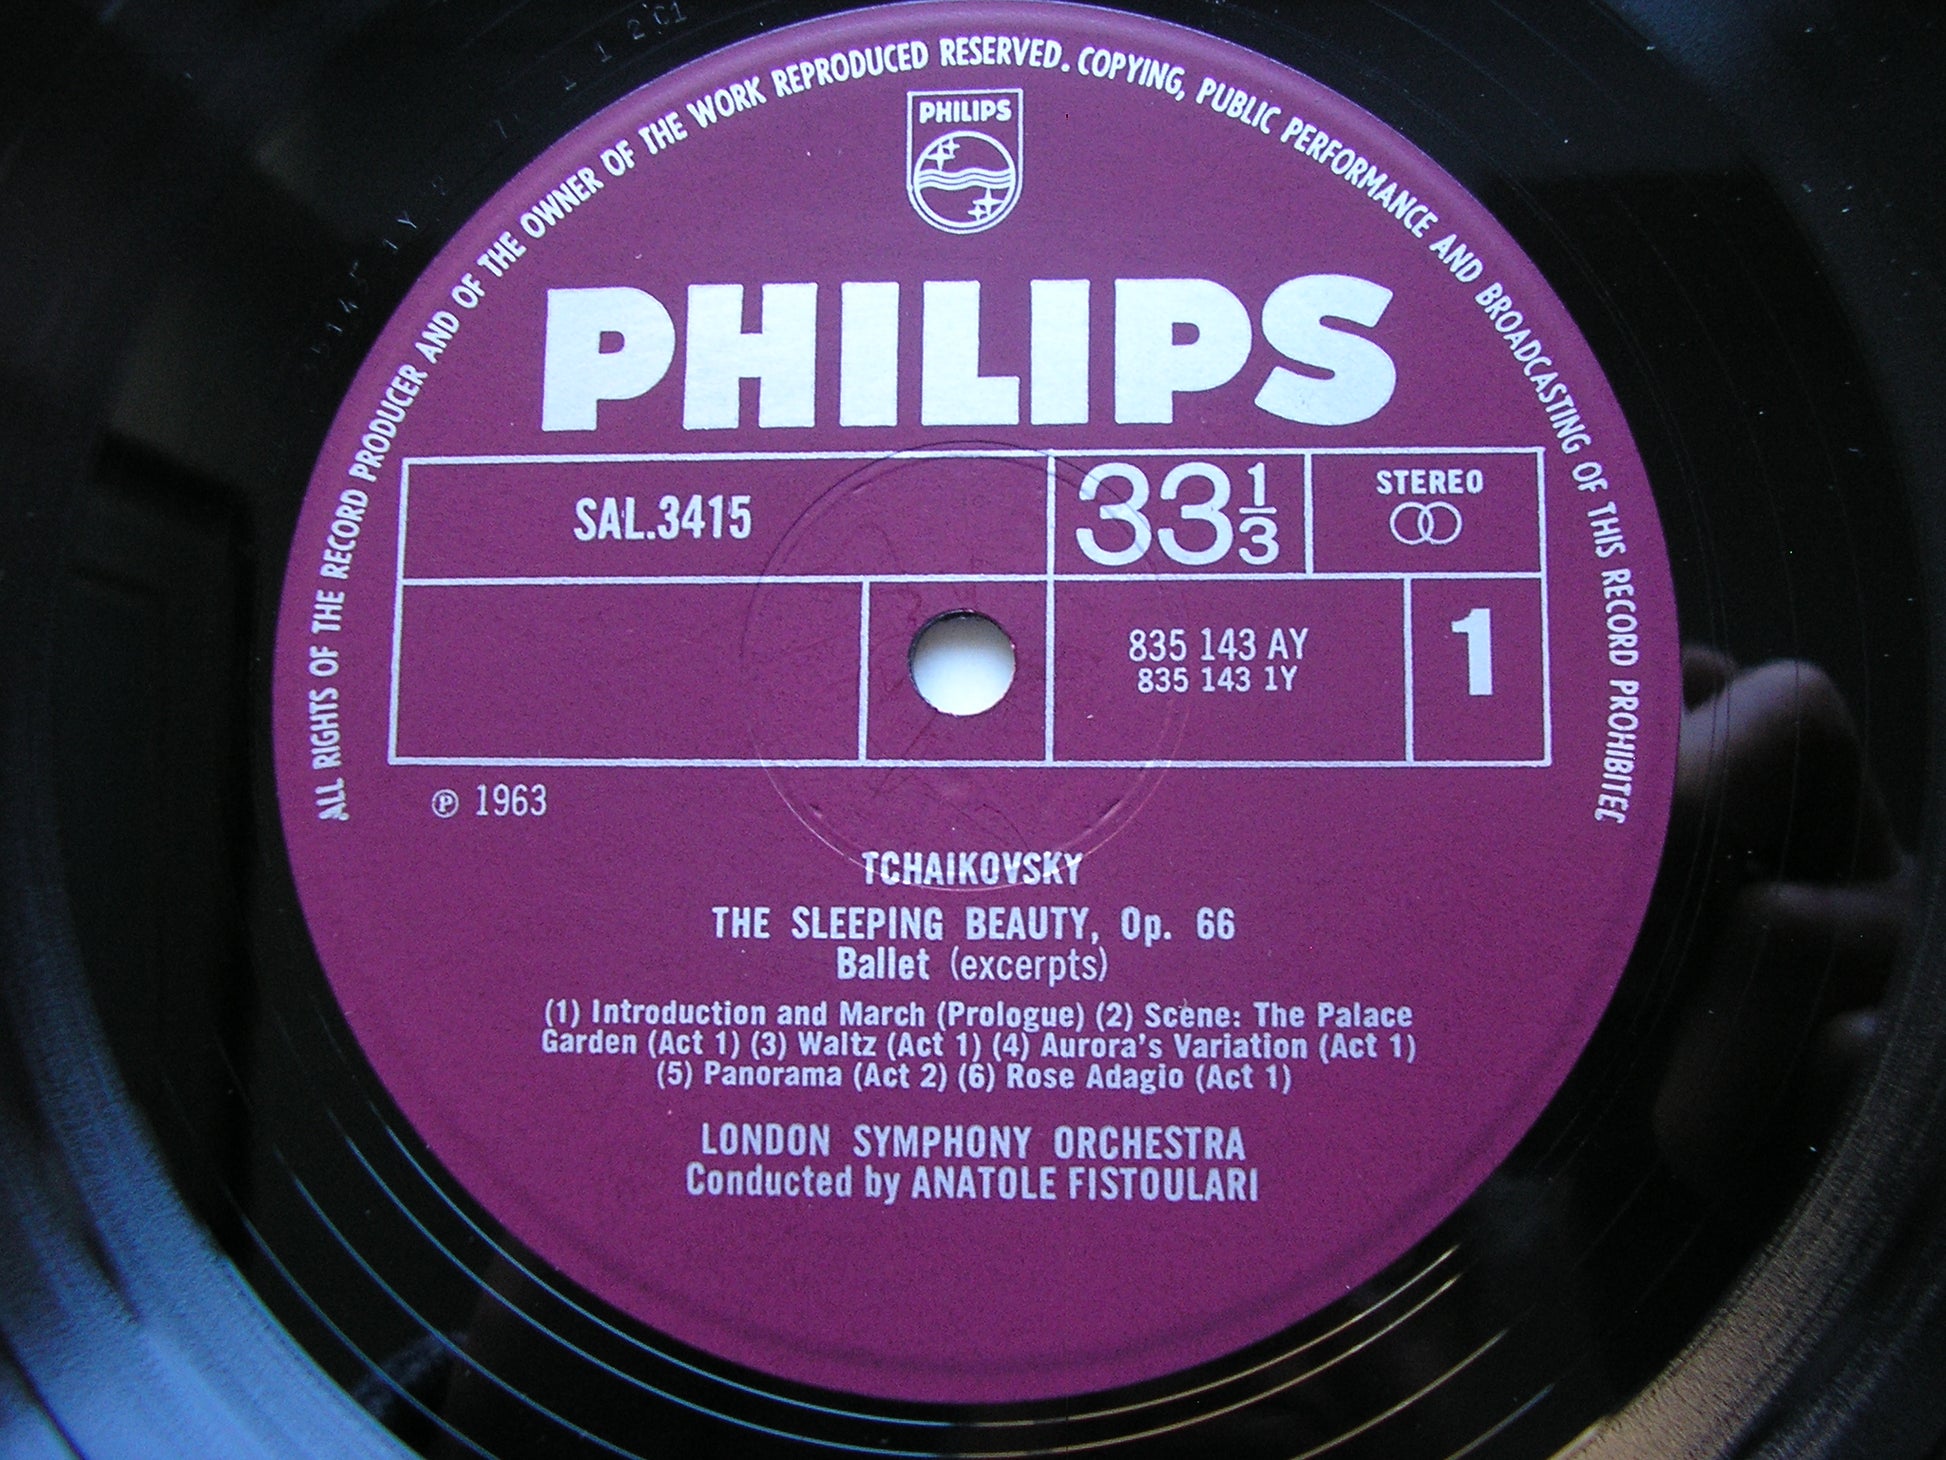 ALL RIGHTS OF THE RECORD PRODUCER AND OF THE OWNER OF THE WORK REPRODUCED RESERVED. COPYING, PUBLIC PERFORMANCE AND BROADCASTING OF THIS RECORD PROHIBITED
PHILIPS
PHILIPS
SAL.3415
33 1/3
STEREO
835 143 AY
835 143 1Y
1
℗ 1963
TCHAIKOVSKY
THE SLEEPING BEAUTY, Op. 66
Ballet (excerpts)
(1) Introduction and March (Prologue) (2) Scene: The Palace
Garden (Act 1) (3) Waltz (Act 1) (4) Aurora's Variation (Act 1)
(5) Panorama (Act 2) (6) Rose Adagio (Act 1)
LONDON SYMPHONY ORCHESTRA
Conducted by ANATOLE FISTOULARI